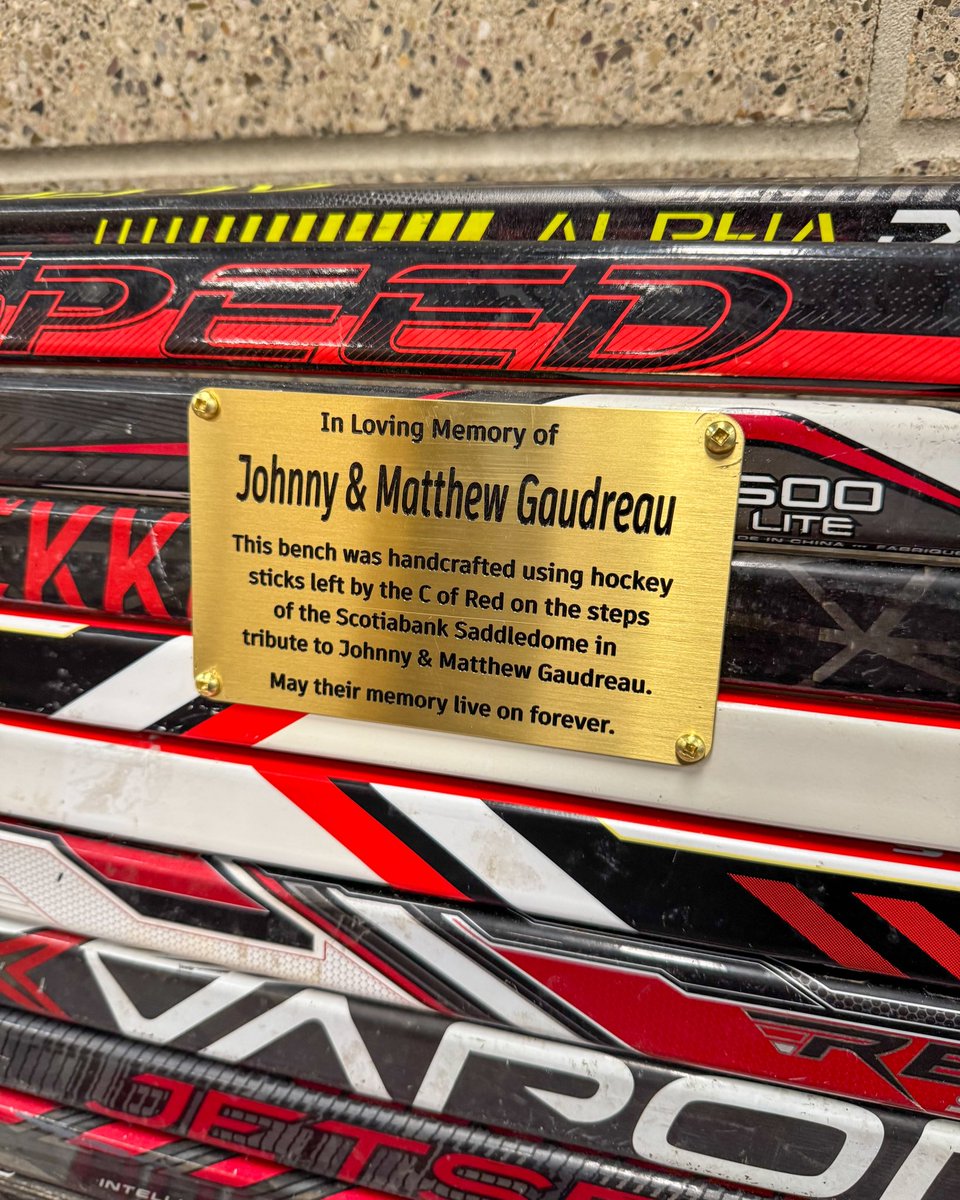 ALPHA
SPEED
In Loving Memory of
Johnny & Matthew Gaudreau
This bench was handcrafted using hockey
sticks left by the C of Red on the steps
of the Scotiabank Saddledome in
tribute to Johnny & Matthew Gaudreau.
May their memory live on forever.
LITE